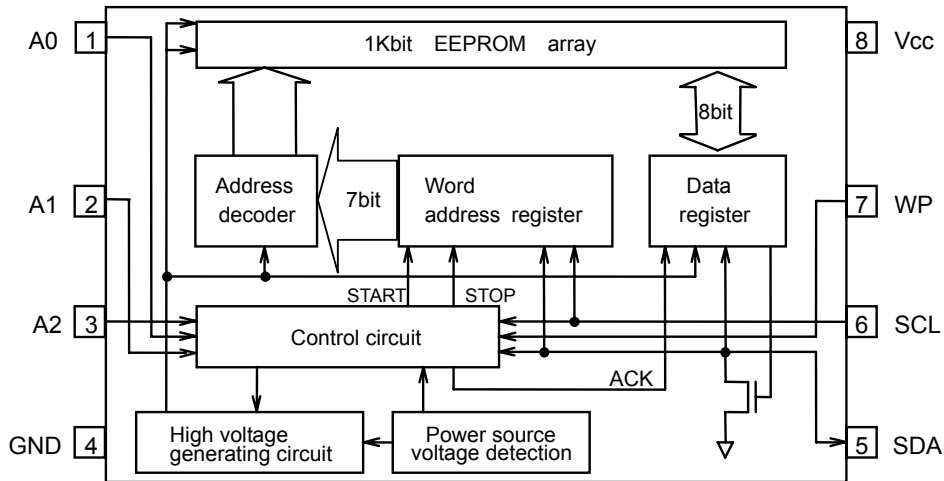 A0 1
1Kbit EEPROM array
8 Vcc
8bit
A1 2
Address
decoder
7bit
Word
address register
Data
register
7 WP
START
STOP
A2 3
Control circuit
6 SCL
ACK
GND 4
High voltage
generating circuit
Power source
voltage detection
5 SDA